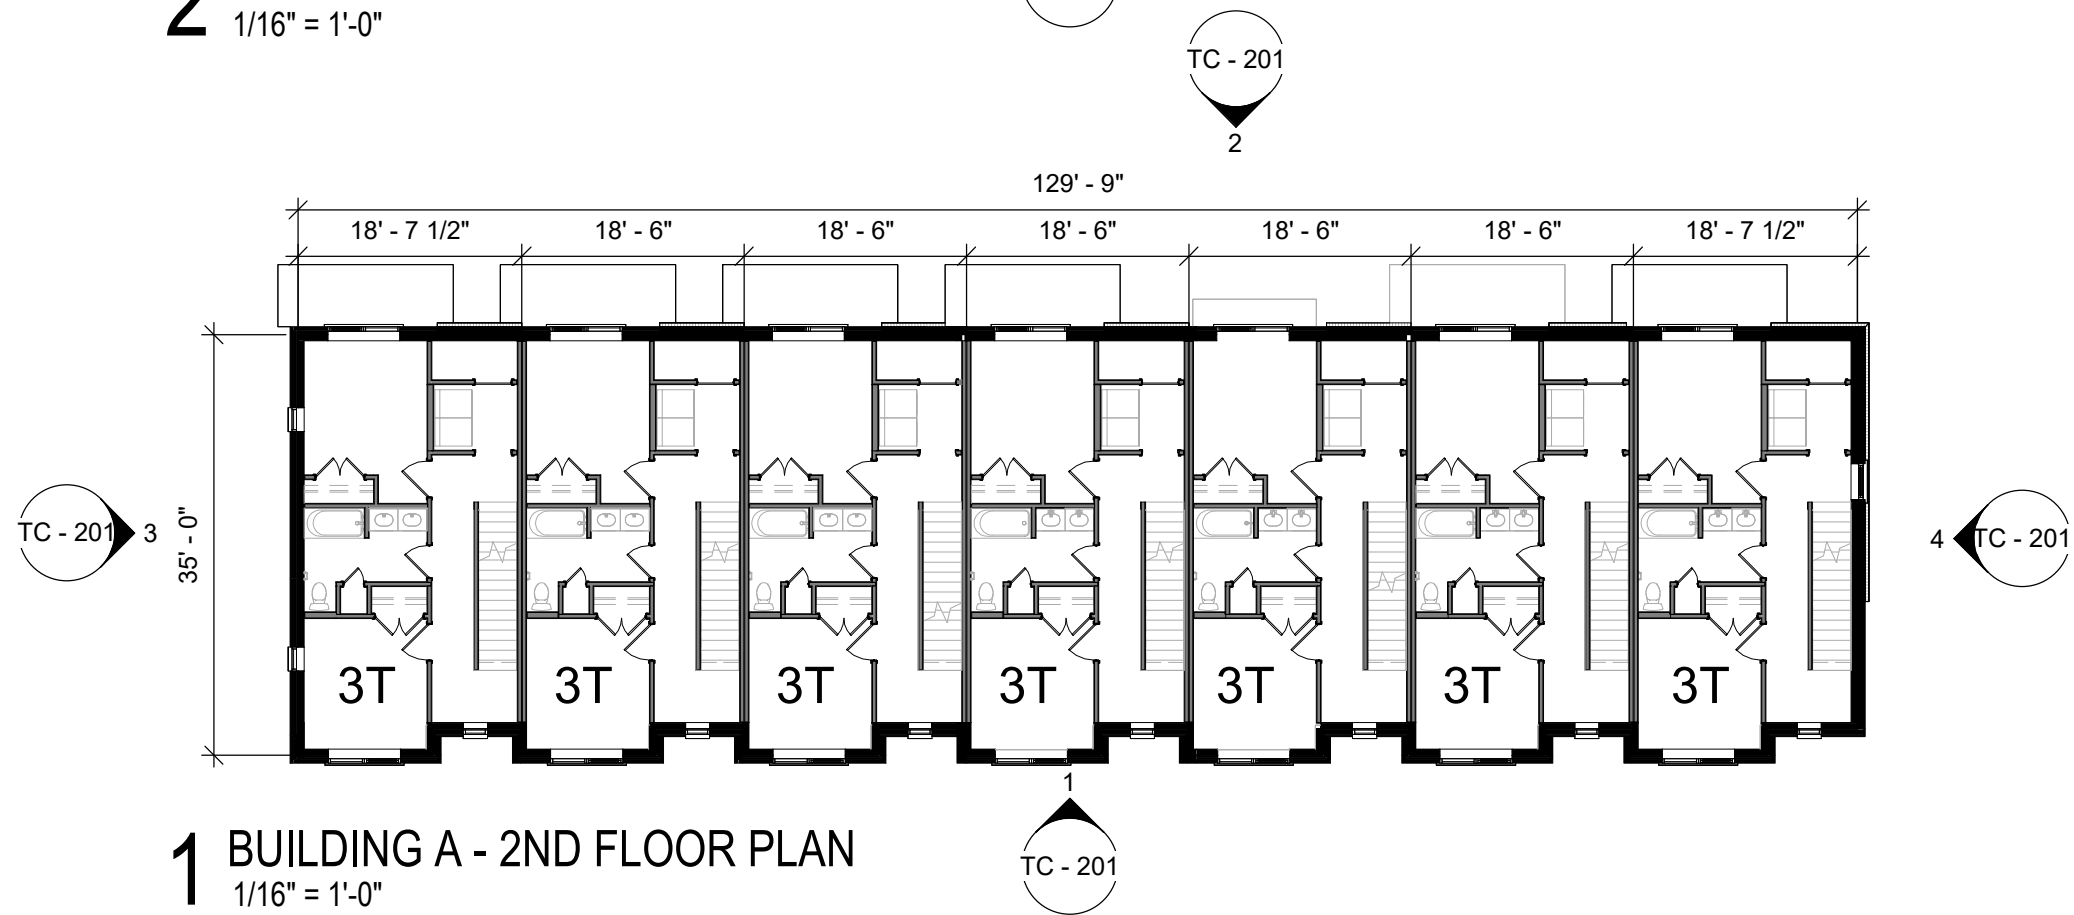 2
1/16" = 1'-0"
TC - 201
2
129' - 9"
18' - 7 1/2" 18' - 6" 18' - 6" 18' - 6" 18' - 6" 18' - 6" 18' - 7 1/2"
TC - 201 3
35' - 0"
4 TC - 201
3T 3T 3T 3T 3T 3T 3T
1
TC - 201
1 BUILDING A - 2ND FLOOR PLAN
1/16" = 1'-0"